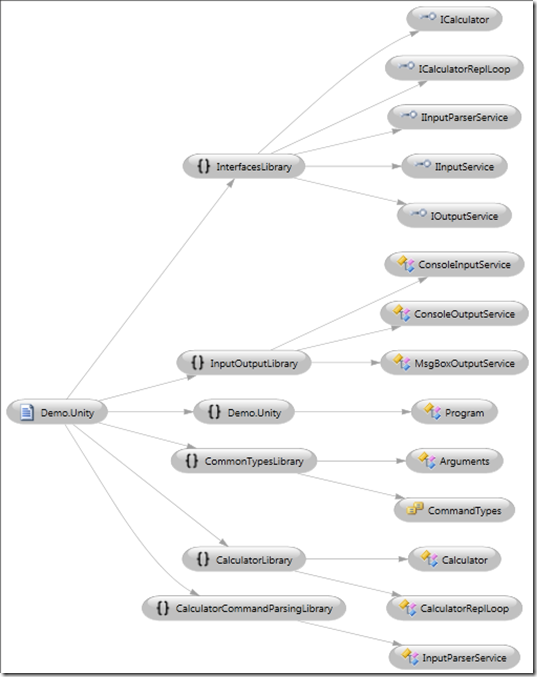 ICalculator
ICalculatorReplLoop
IInputParserService
{} InterfacesLibrary
IInputService
IOutputService
ConsoleInputService
ConsoleOutputService
{} InputOutputLibrary
MsgBoxOutputService
Demo.Unity
{} Demo.Unity
Program
{} CommonTypesLibrary
Arguments
CommandTypes
{} CalculatorLibrary
Calculator
{} CalculatorCommandParsingLibrary
CalculatorReplLoop
InputParserService